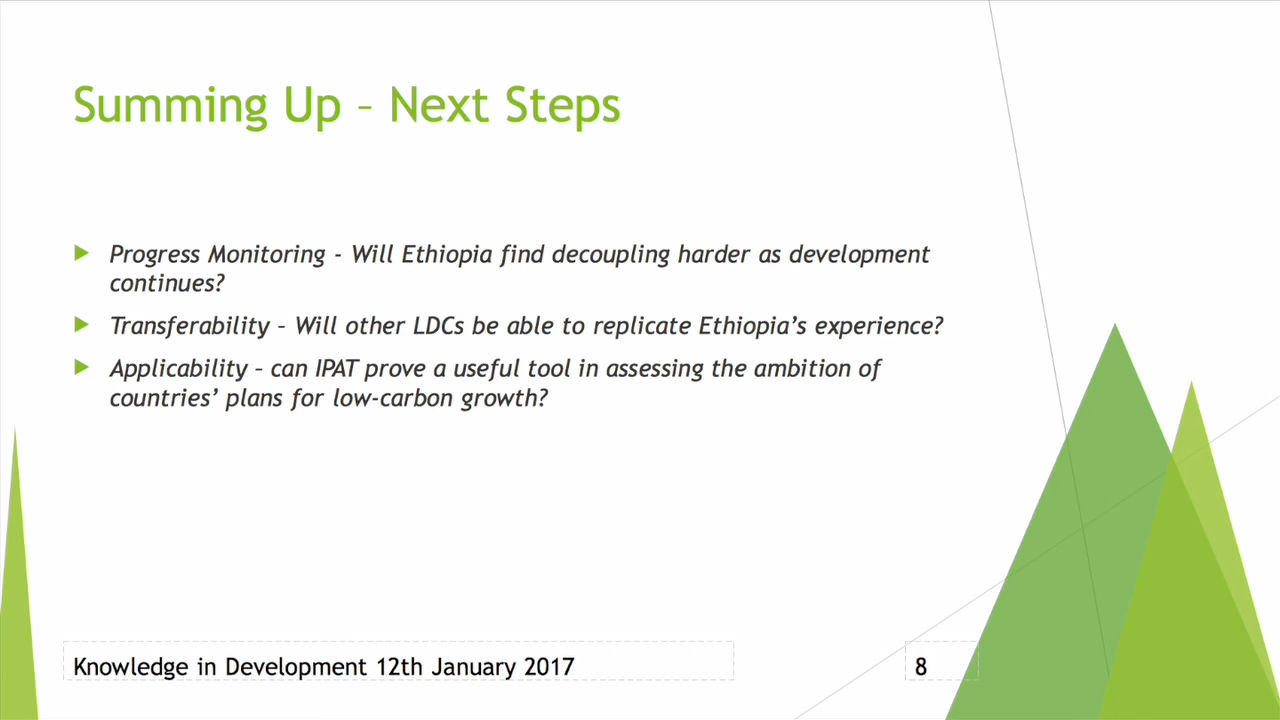 Summing Up – Next Steps
Progress Monitoring - Will Ethiopia find decoupling harder as development
continues?
Transferability – Will other LDCs be able to replicate Ethiopia’s experience?
Applicability – can IPAT prove a useful tool in assessing the ambition of
countries’ plans for low-carbon growth?
Knowledge in Development 12th January 2017
8